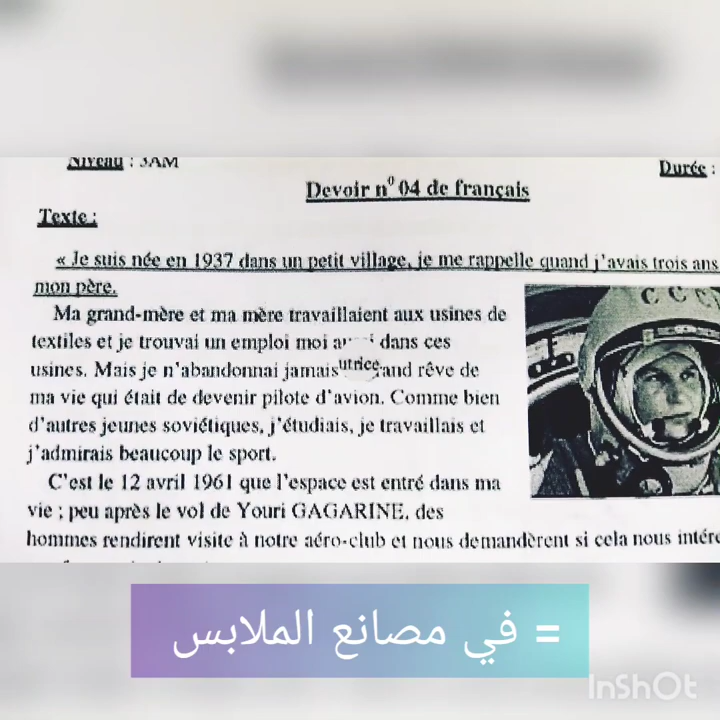 Niveau : 3AM
Durée :
Devoir n⁰ 04 de français
Texte :
« Je suis née en 1937 dans un petit village, je me rappelle quand j'avais trois ans
mon père.
Ma grand-mère et ma mère travaillaient aux usines de
textiles et je trouvai un emploi moi dans ces
usines. Mais je n'abandonnai jamais utrice rêve de
ma vie qui était de devenir pilote d'avion. Comme bien
d'autres jeunes soviétiques, j'étudiais, je travaillais et
j'admirais beaucoup le sport.
C'est le 12 avril 1961 que l'espace est entré dans ma
vie ; peu après le vol de Youri GAGARINE, des
hommes rendirent visite à notre aéro-club et nous demandèrent si cela nous
CCC
= في مصانع الملابس
InShOt